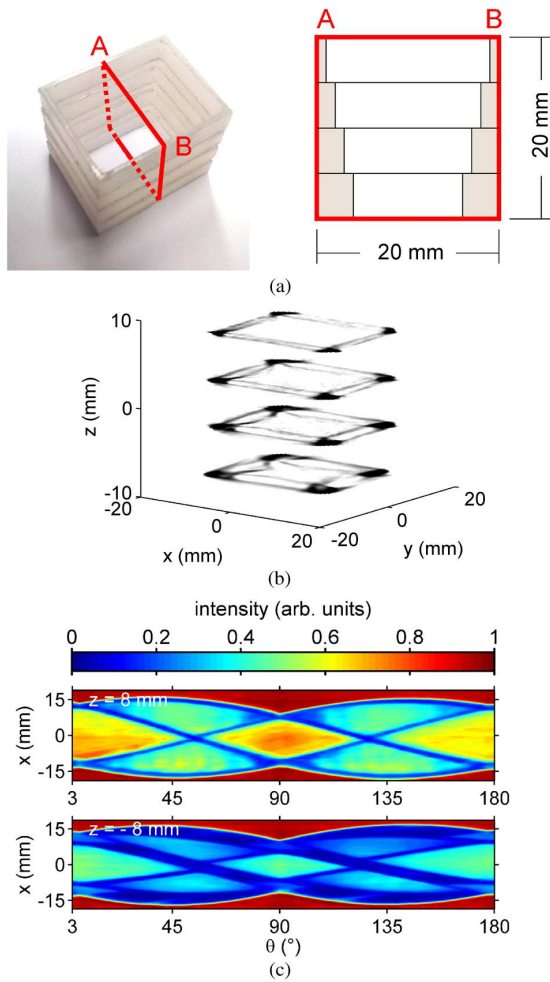 A
B
A B
20 mm
20 mm
(a)
10
0
-10
z (mm)
-20
0
20
x (mm)
-20
0
20
y (mm)
(b)
intensity (arb. units)
0 0.2 0.4 0.6 0.8 1
z = 8 mm
15
0
-15
x (mm)
3 45 90 135 180
z = - 8 mm
15
0
-15
x (mm)
3 45 90 135 180
θ (°)
(c)